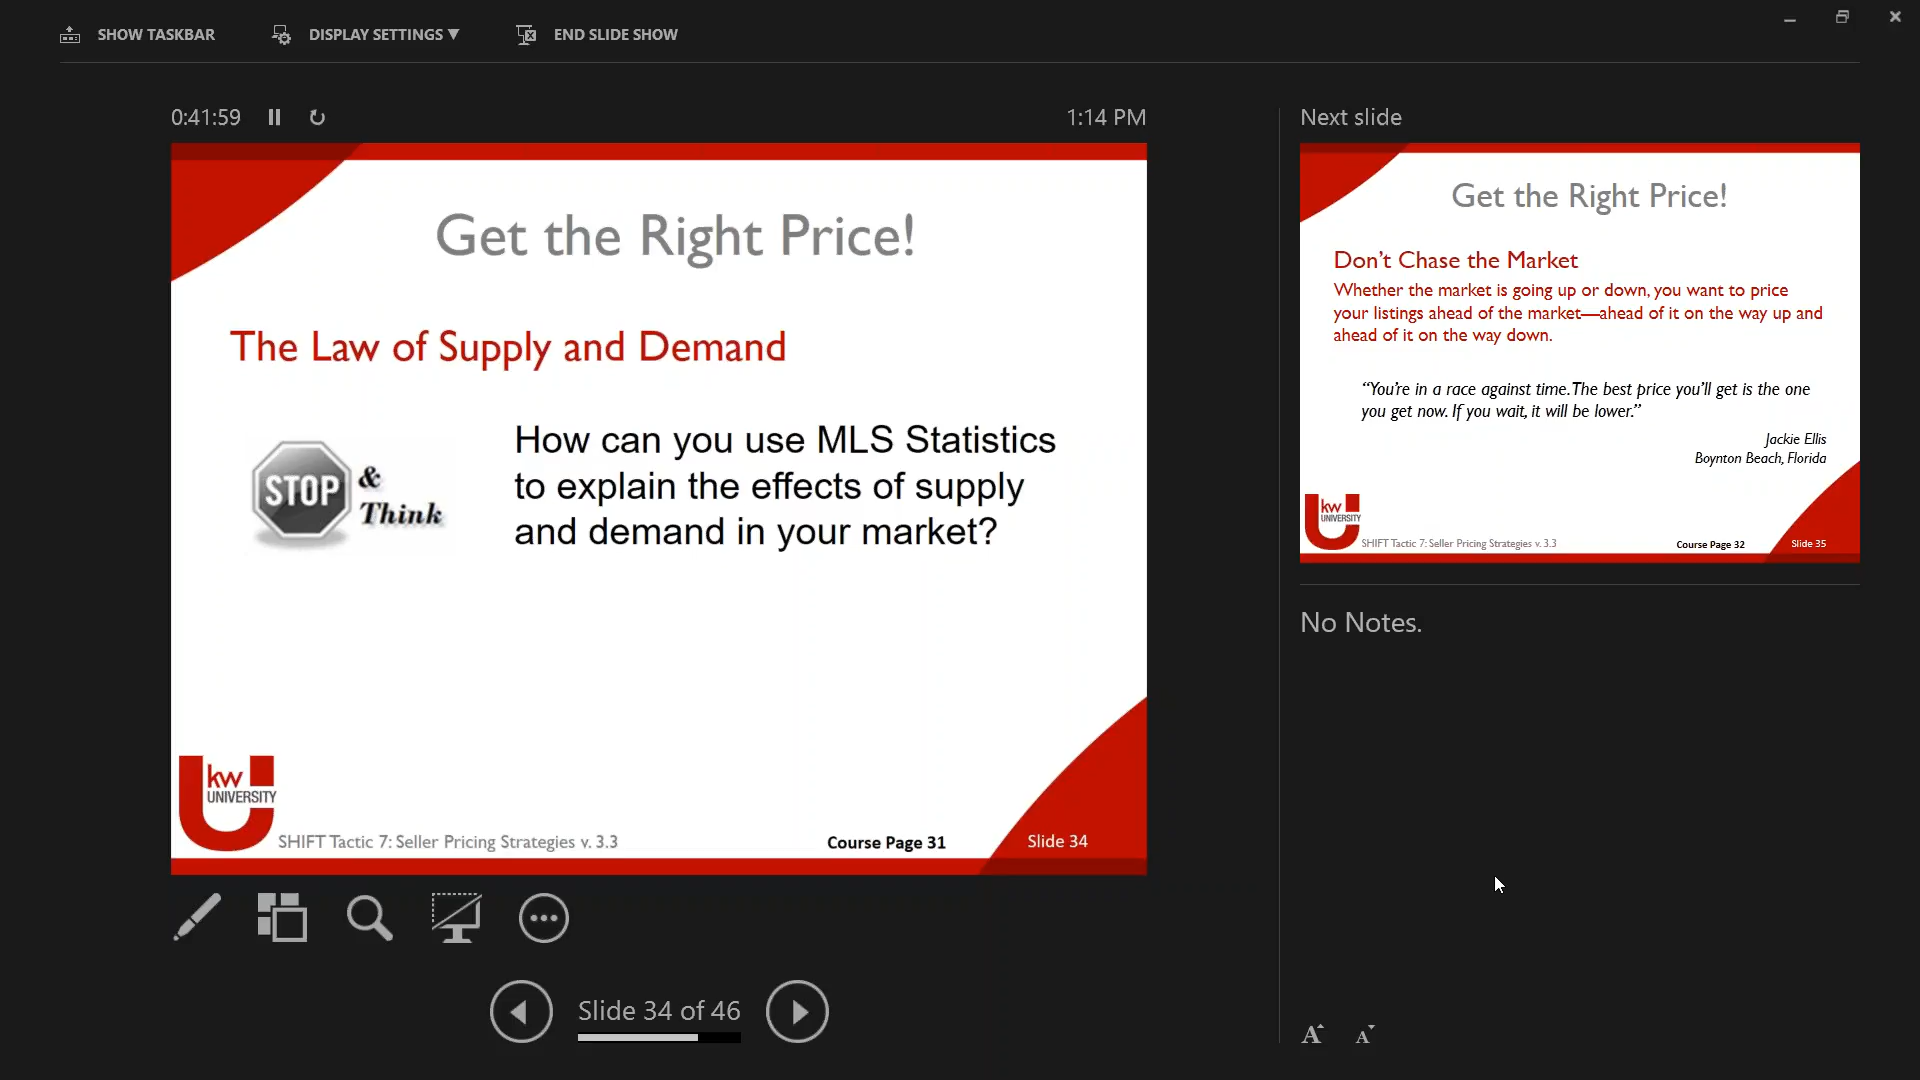 SHOW TASKBAR
DISPLAY SETTINGS ▼
END SLIDE SHOW
0:41:59
1:14 PM
Get the Right Price!
The Law of Supply and Demand
STOP
&
Think
How can you use MLS Statistics
to explain the effects of supply
and demand in your market?
kw
UNIVERSITY
SHIFT Tactic 7: Seller Pricing Strategies v. 3.3
Course Page 31
Slide 34
Slide 34 of 46
Next slide
Get the Right Price!
Don't Chase the Market
Whether the market is going up or down, you want to price
your listings ahead of the market—ahead of it on the way up and
ahead of it on the way down.
“You're in a race against time. The best price you'll get is the one
you get now. If you wait, it will be lower.”
Jackie Ellis
Boynton Beach, Florida
kw
UNIVERSITY
SHIFT Tactic 7: Seller Pricing Strategies v. 3.3
Course Page 32
Slide 35
No Notes.
A A